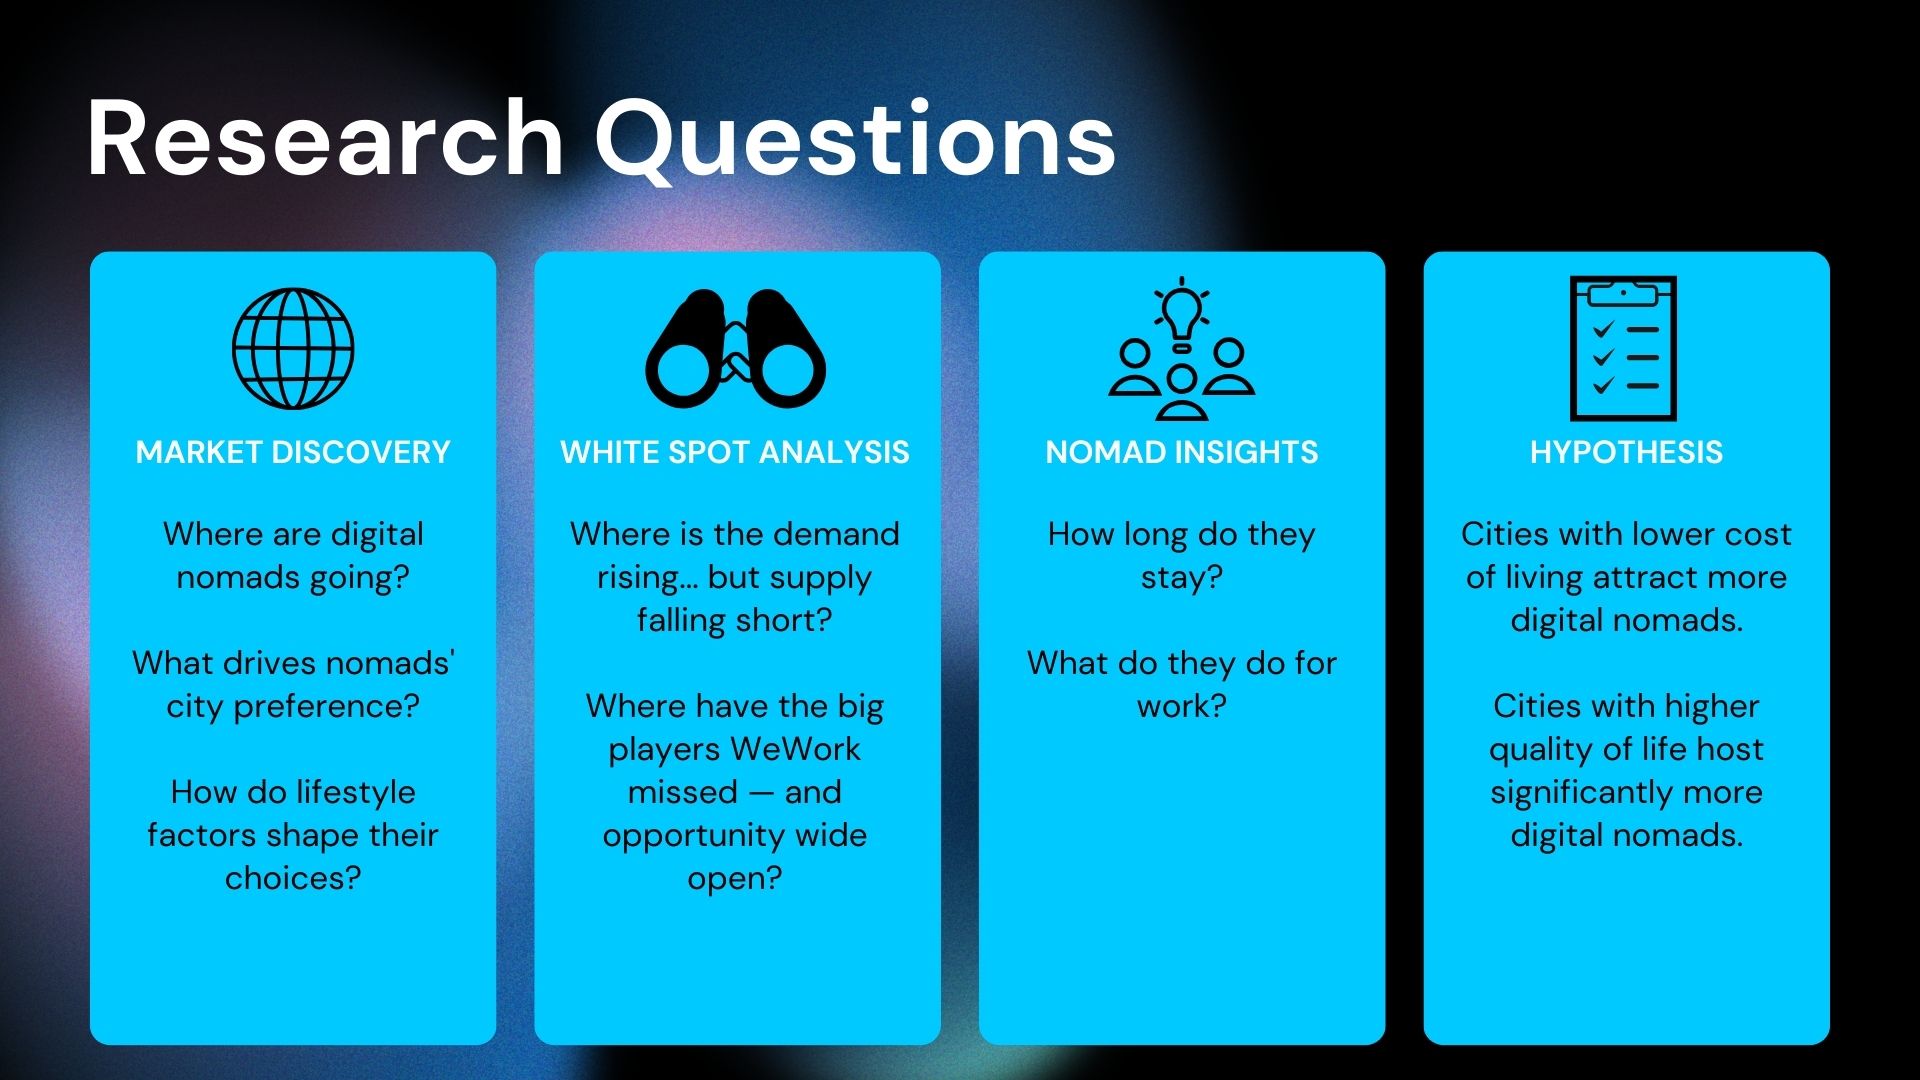 Research Questions
MARKET DISCOVERY
Where are digital
nomads going?
What drives nomads'
city preference?
How do lifestyle
factors shape their
choices?
WHITE SPOT ANALYSIS
Where is the demand
rising... but supply
falling short?
Where have the big
players WeWork
missed — and
opportunity wide
open?
NOMAD INSIGHTS
How long do they
stay?
What do they do for
work?
HYPOTHESIS
Cities with lower cost
of living attract more
digital nomads.
Cities with higher
quality of life host
significantly more
digital nomads.